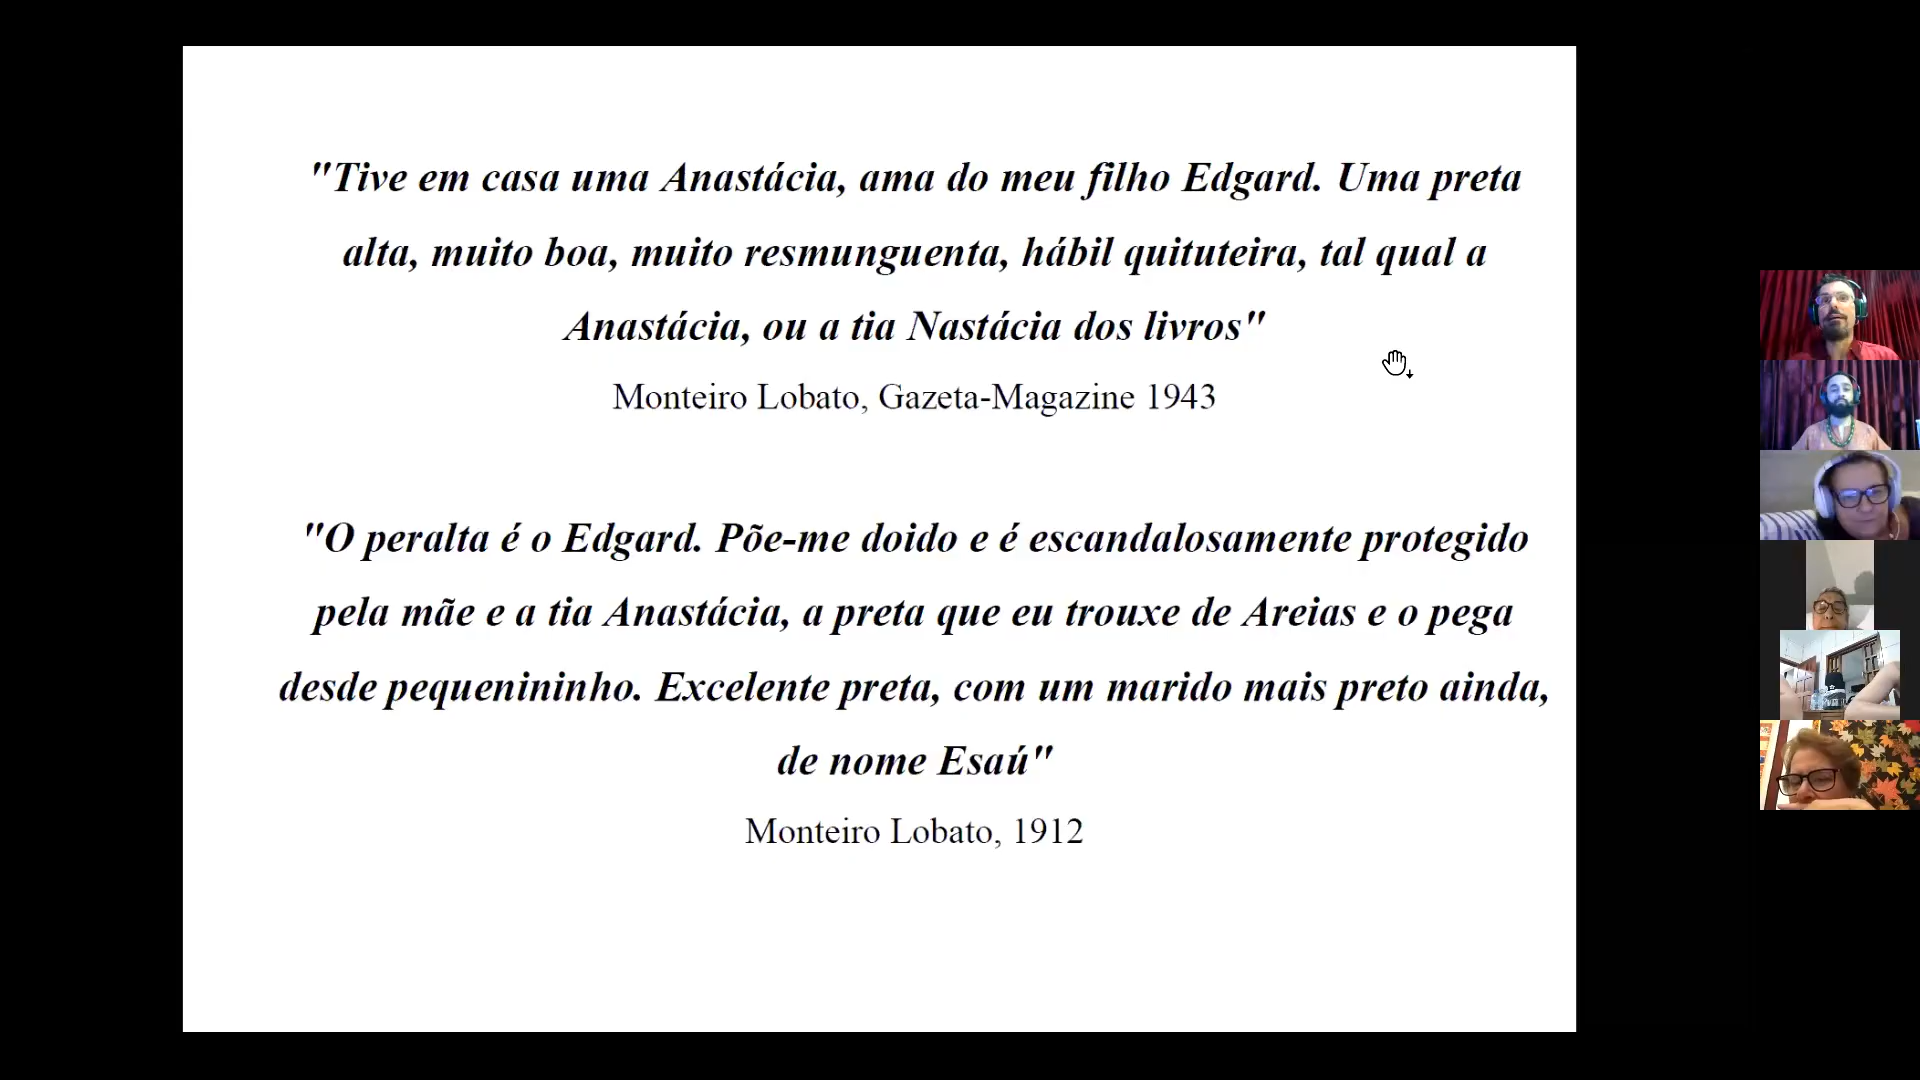 "Tive em casa uma Anastácia, ama do meu filho Edgard. Uma preta
alta, muito boa, muito resmunguenta, hábil quituteira, tal qual a
Anastácia, ou a tia Nastácia dos livros"
Monteiro Lobato, Gazeta-Magazine 1943
"O peralta é o Edgard. Põe-me doido e é escandalosamente protegido
pela mãe e a tia Anastácia, a preta que eu trouxe de Areias e o pega
desde pequenininho. Excelente preta, com um marido mais preto ainda,
de nome Esaú"
Monteiro Lobato, 1912